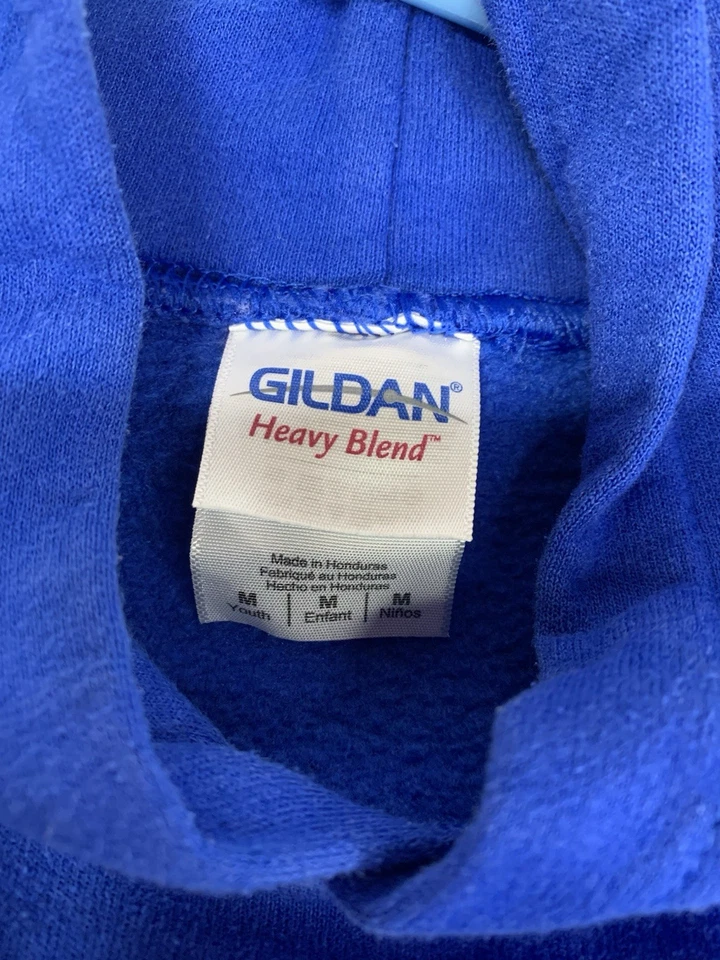 GILDAN®
Heavy Blend™
Made in Honduras
Fabriqué au Honduras
Hecho en Honduras
M | M | M
Youth | Enfant | Niños